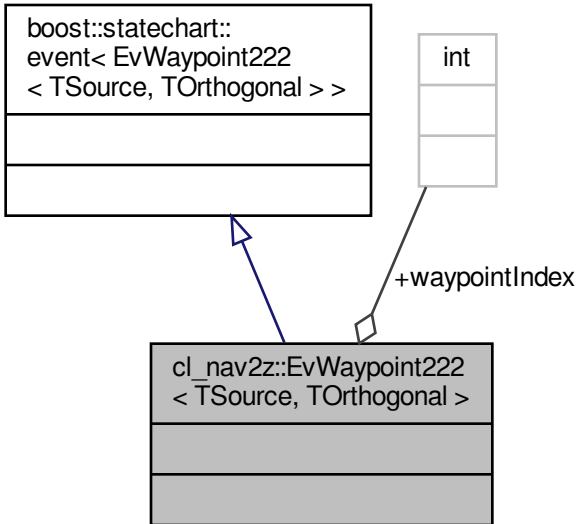 boost::statechart::
event< EvWaypoint222
< TSource, TOrthogonal > >
int
+waypointIndex
cl_nav2z::EvWaypoint222
< TSource, TOrthogonal >